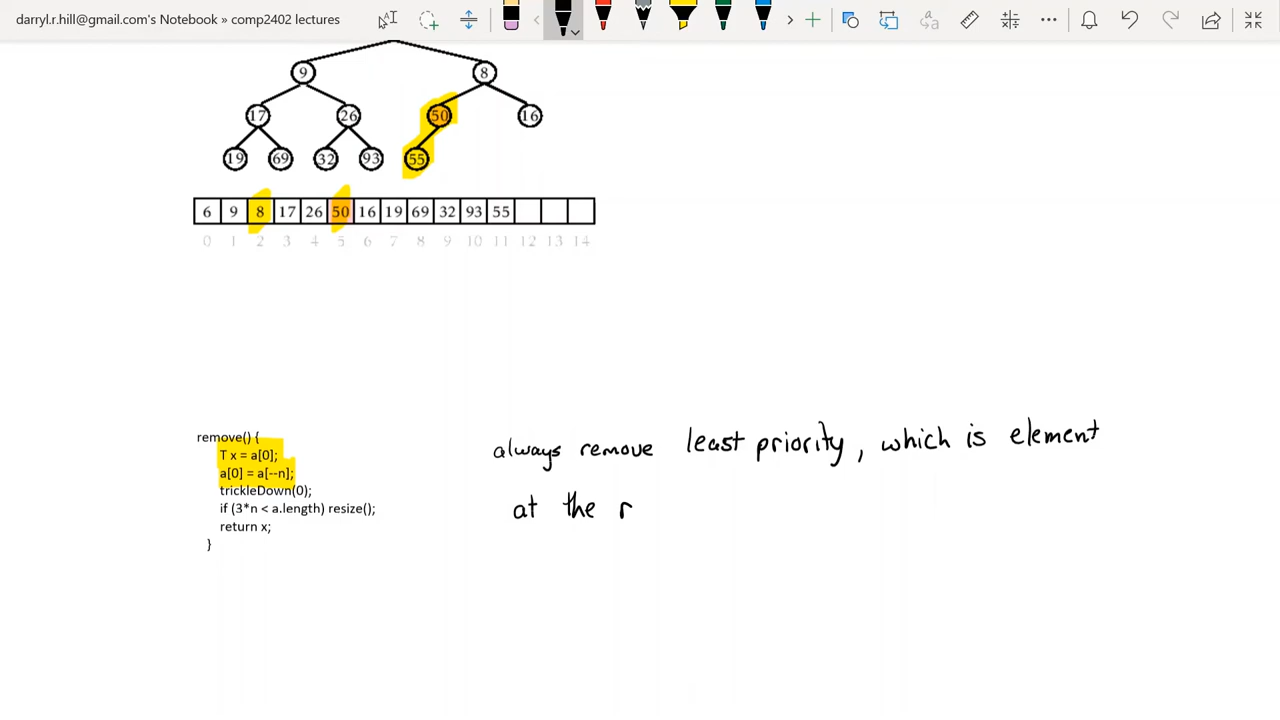 darryl.r.hill@gmail.com's Notebook » comp2402 lectures
9 8
17 26 50 16
19 69 32 93 55
6 9 8 17 26 50 16 19 69 32 93 55
0 1 2 3 4 5 6 7 8 9 10 11 12 13 14
remove() {
T x = a[0];
a[0] = a[--n];
trickleDown(0);
if (3*n < a.length) resize();
return x;
}
always remove least priority, which is element
at the r